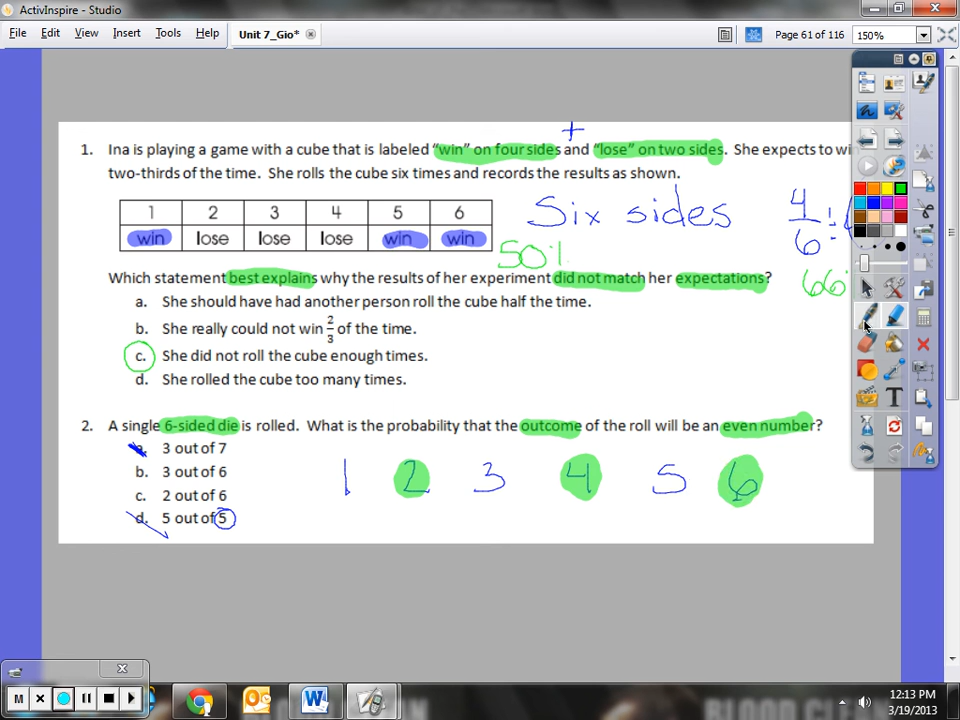 ActivInspire - Studio
File Edit View Insert Tools Help Unit 7_Gio* Page 61 of 116 150%
+
1. Ina is playing a game with a cube that is labeled "win" on four sides and "lose" on two sides. She expects to wi
two-thirds of the time. She rolls the cube six times and records the results as shown.
1 2 3 4 5 6
win lose lose lose win win
Six sides 4/6 ÷
50%
66
Which statement best explains why the results of her experiment did not match her expectations?
a. She should have had another person roll the cube half the time.
b. She really could not win 2/3 of the time.
c. She did not roll the cube enough times.
d. She rolled the cube too many times.
2. A single 6-sided die is rolled. What is the probability that the outcome of the roll will be an even number?
a. 3 out of 7
b. 3 out of 6
c. 2 out of 6
d. 5 out of 5
1 2 3 4 5 6
M
12:13 PM
3/19/2013